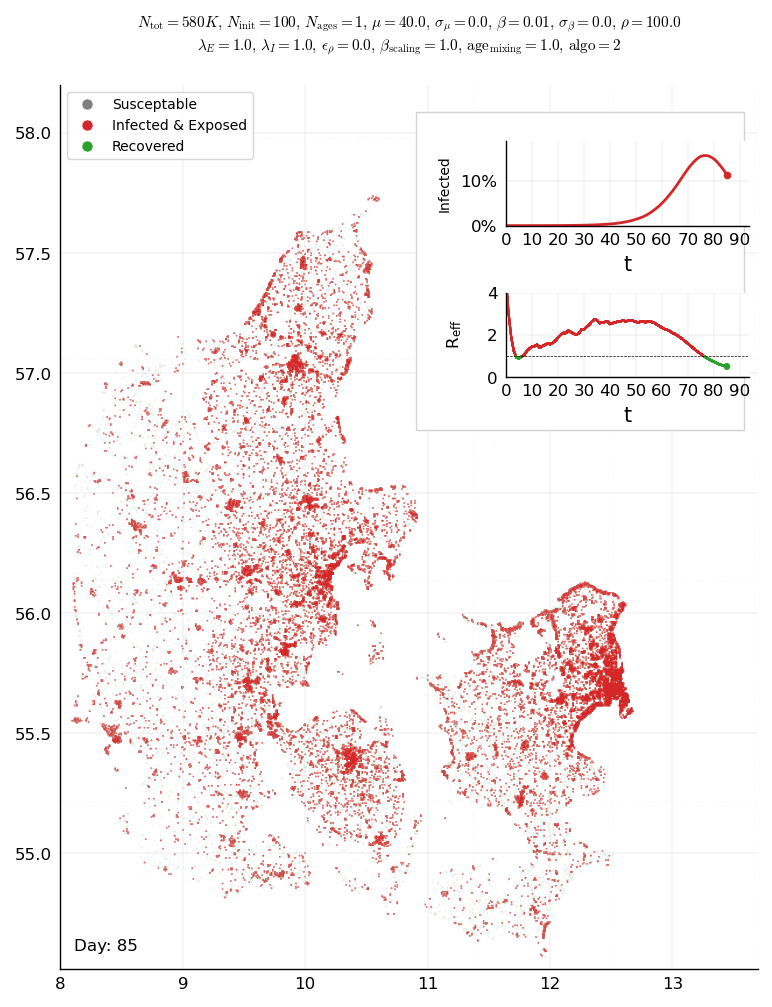 N_tot = 580K, N_init = 100, N_ages = 1, μ = 40.0, σ_μ = 0.0, β = 0.01, σ_β = 0.0, ρ = 100.0
λ_E = 1.0, λ_I = 1.0, ϵ_ρ = 0.0, β_scaling = 1.0, age_mixing = 1.0, algo = 2
Susceptable
Infected & Exposed
Recovered
Infected
10%
0%
0 10 20 30 40 50 60 70 80 90
t
R_eff
4
2
0
0 10 20 30 40 50 60 70 80 90
t
58.0
57.5
57.0
56.5
56.0
55.5
55.0
Day: 85
8 9 10 11 12 13